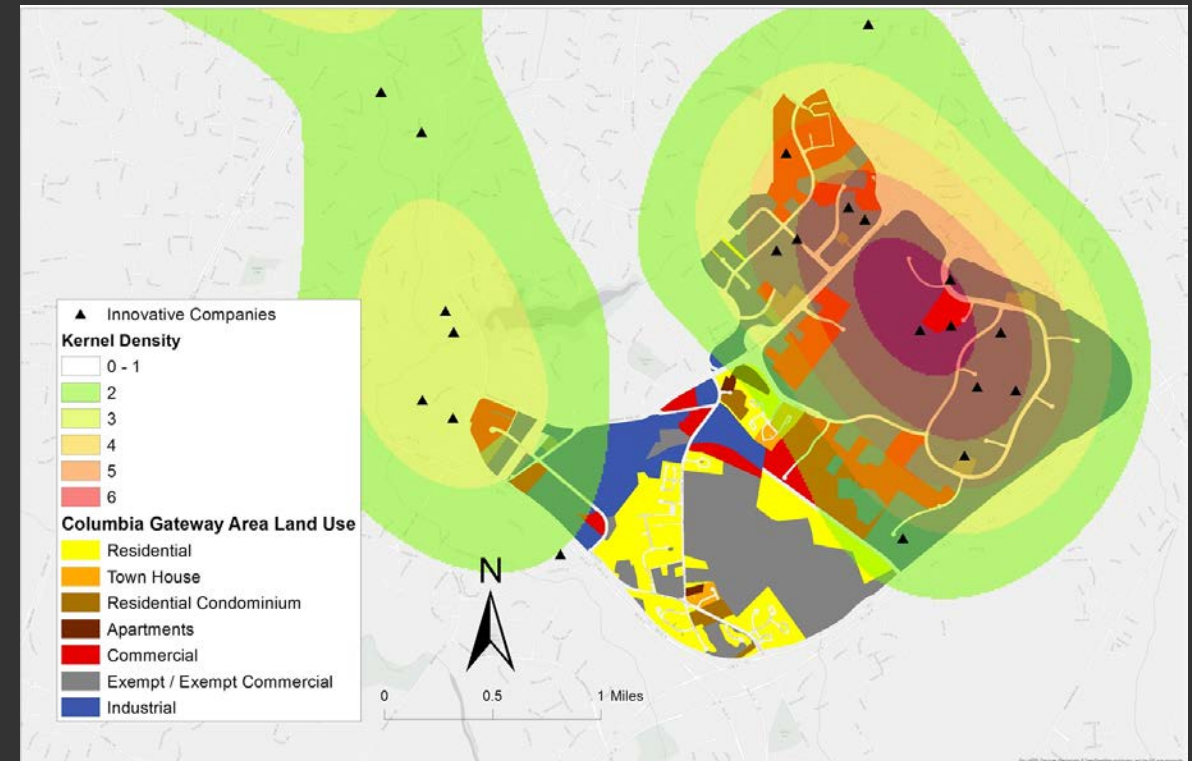 Innovative Companies
Kernel Density
0 - 1
2
3
4
5
6
Columbia Gateway Area Land Use
Residential
Town House
Residential Condominium
Apartments
Commercial
Exempt / Exempt Commercial
Industrial
N
0 0.5 1 Miles